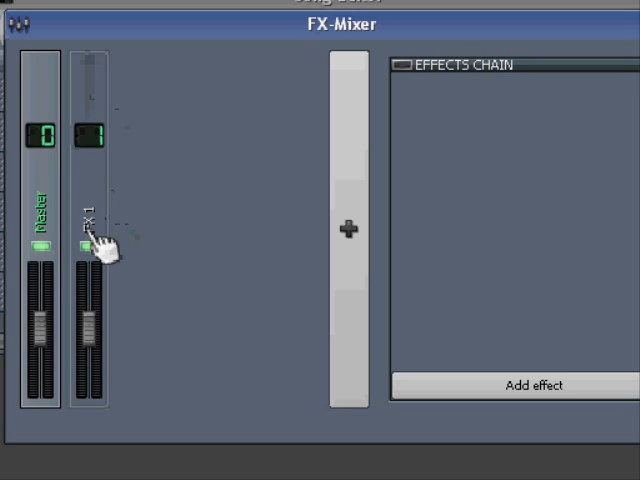 FX-Mixer
EFFECTS CHAIN
0
1
Master
FX 1
Add effect